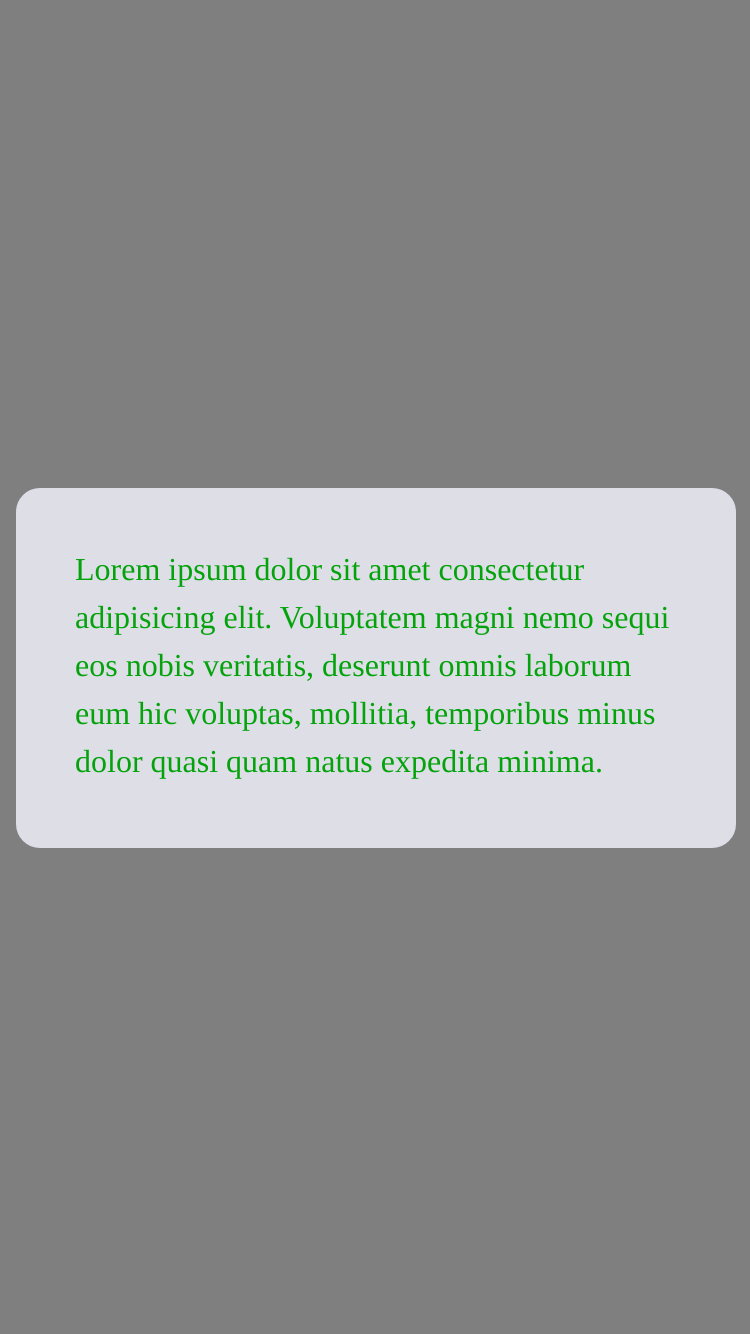 Lorem ipsum dolor sit amet consectetur
adipisicing elit. Voluptatem magni nemo sequi
eos nobis veritatis, deserunt omnis laborum
eum hic voluptas, mollitia, temporibus minus
dolor quasi quam natus expedita minima.